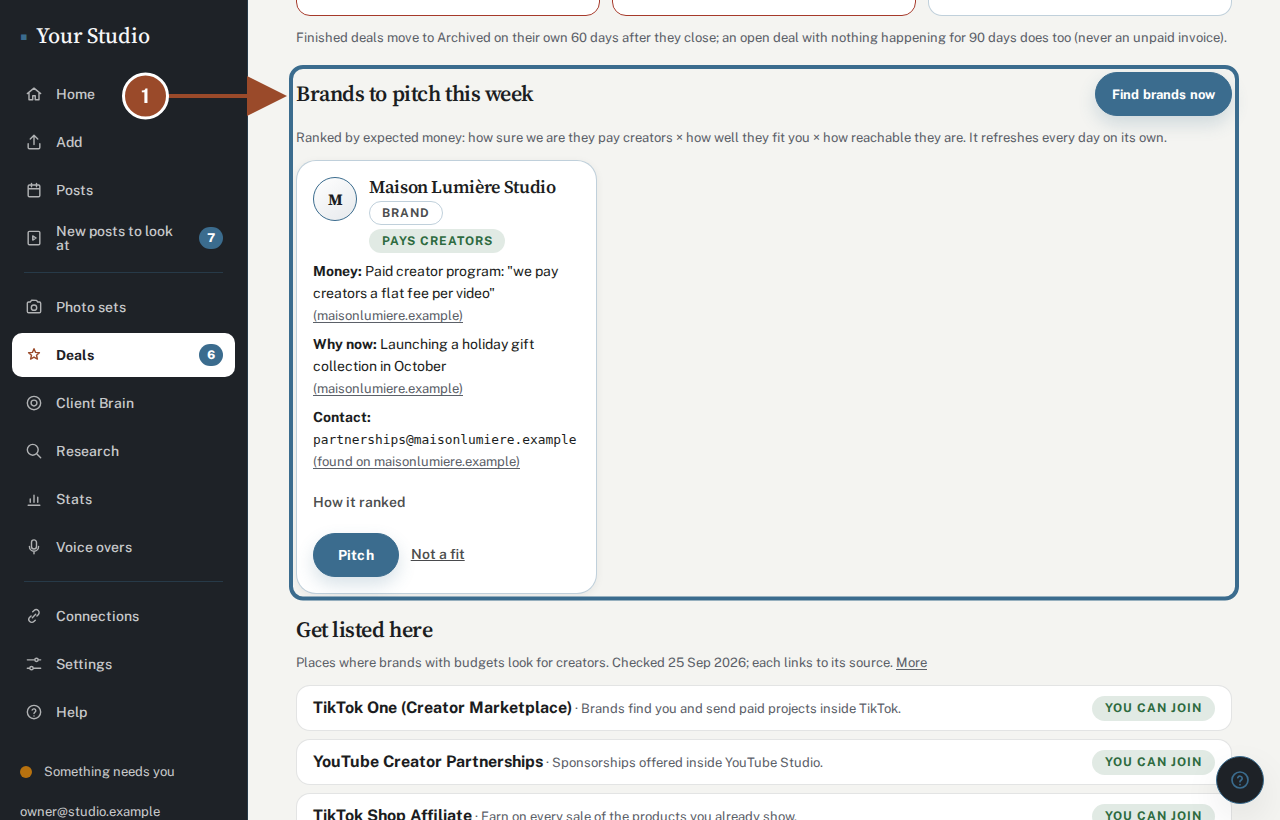 Your Studio
Home
1
Add
Posts
New posts to look
at
7
Photo sets
Deals
6
Client Brain
Research
Stats
Voice overs
Connections
Settings
Help
Something needs you
owner@studio.example
Finished deals move to Archived on their own 60 days after they close; an open deal with nothing happening for 90 days does too (never an unpaid invoice).
Brands to pitch this week
Find brands now
Ranked by expected money: how sure we are they pay creators × how well they fit you × how reachable they are. It refreshes every day on its own.
M
Maison Lumière Studio
BRAND
PAYS CREATORS
Money: Paid creator program: "we pay
creators a flat fee per video"
(maisonlumiere.example)
Why now: Launching a holiday gift
collection in October
(maisonlumiere.example)
Contact:
partnerships@maisonlumiere.example
(found on maisonlumiere.example)
How it ranked
Pitch
Not a fit
Get listed here
Places where brands with budgets look for creators. Checked 25 Sep 2026; each links to its source. More
TikTok One (Creator Marketplace) · Brands find you and send paid projects inside TikTok.
YOU CAN JOIN
YouTube Creator Partnerships · Sponsorships offered inside YouTube Studio.
YOU CAN JOIN
TikTok Shop Affiliate · Earn on every sale of the products you already show.
YOU CAN JOIN